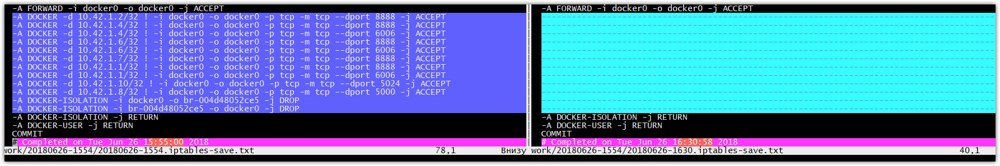 -A FORWARD -i docker0 -o docker0 -j ACCEPT
-A DOCKER -d 10.42.1.2/32 ! -i docker0 -o docker0 -p tcp -m tcp --dport 8888 -j ACCEPT
-A DOCKER -d 10.42.1.4/32 ! -i docker0 -o docker0 -p tcp -m tcp --dport 8888 -j ACCEPT
-A DOCKER -d 10.42.1.4/32 ! -i docker0 -o docker0 -p tcp -m tcp --dport 6006 -j ACCEPT
-A DOCKER -d 10.42.1.6/32 ! -i docker0 -o docker0 -p tcp -m tcp --dport 8888 -j ACCEPT
-A DOCKER -d 10.42.1.6/32 ! -i docker0 -o docker0 -p tcp -m tcp --dport 6006 -j ACCEPT
-A DOCKER -d 10.42.1.7/32 ! -i docker0 -o docker0 -p tcp -m tcp --dport 8888 -j ACCEPT
-A DOCKER -d 10.42.1.1/32 ! -i docker0 -o docker0 -p tcp -m tcp --dport 8888 -j ACCEPT
-A DOCKER -d 10.42.1.1/32 ! -i docker0 -o docker0 -p tcp -m tcp --dport 6006 -j ACCEPT
-A DOCKER -d 10.42.1.10/32 ! -i docker0 -o docker0 -p tcp -m tcp --dport 5024 -j ACCEPT
-A DOCKER -d 10.42.1.8/32 ! -i docker0 -o docker0 -p tcp -m tcp --dport 5000 -j ACCEPT
-A DOCKER-ISOLATION -i docker0 -o br-004d48052ce5 -j DROP
-A DOCKER-ISOLATION -i br-004d48052ce5 -o docker0 -j DROP
-A DOCKER-ISOLATION -j RETURN
-A DOCKER-USER -j RETURN
COMMIT
# Completed on Tue Jun 26 15:55:00 2018
work/20180626-1554/20180626-1554.iptables-save.txt 78,1 Внизу
-A FORWARD -i docker0 -o docker0 -j ACCEPT
-A DOCKER-ISOLATION -j RETURN
-A DOCKER-USER -j RETURN
COMMIT
# Completed on Tue Jun 26 16:30:58 2018
work/20180626-1554/20180626-1630.iptables-save.txt 40,1